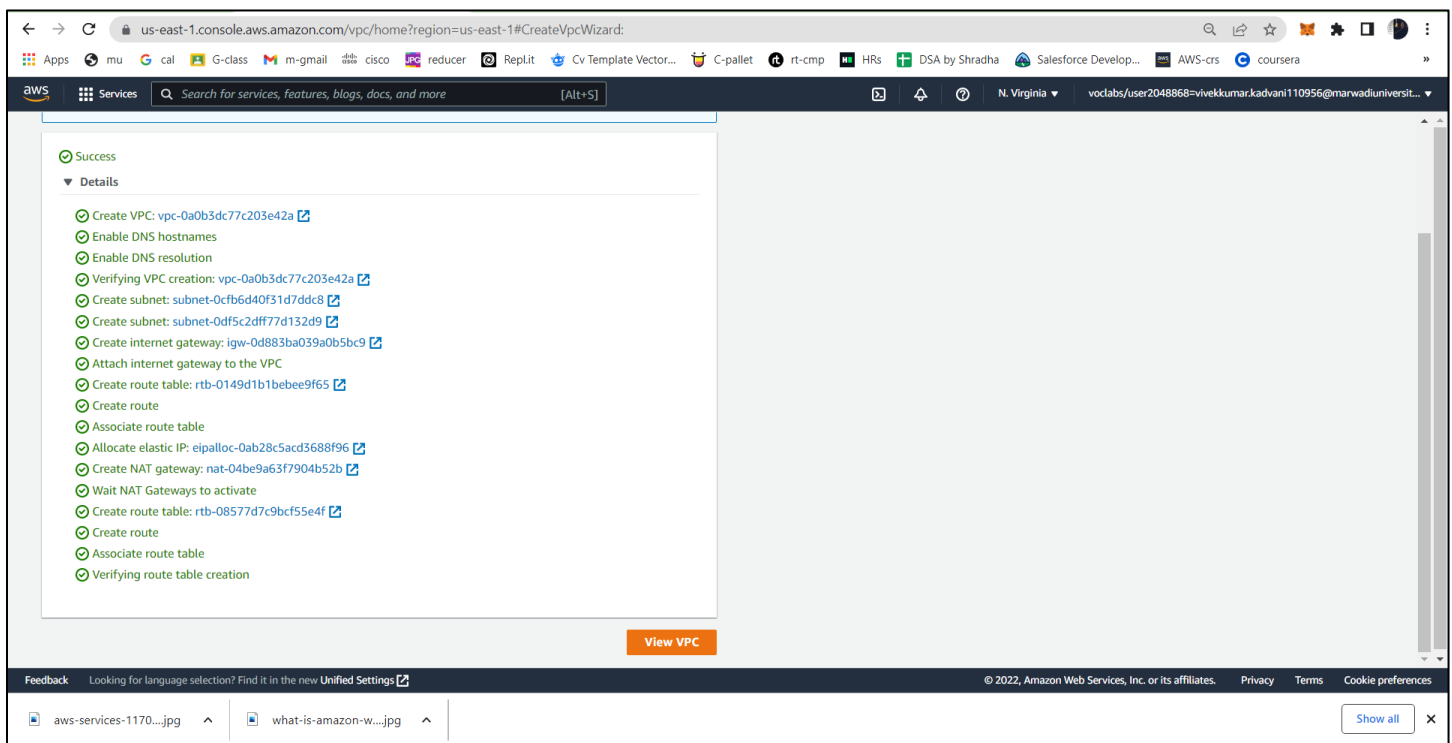 us-east-1.console.aws.amazon.com/vpc/home?region=us-east-1#CreateVpcWizard:
Apps mu G cal G-class m-gmail cisco reducer Repl.it Cv Template Vector... C-pallet rt-cmp HRs DSA by Shradha Salesforce Develop... AWS-crs coursera »
aws Services Search for services, features, blogs, docs, and more [Alt+S] N. Virginia ▼ voclabs/user2048868=vivekkumar.kadvani110956@marwadiuniversit... ▼
Success
▼ Details
Create VPC: vpc-0a0b3dc77c203e42a
Enable DNS hostnames
Enable DNS resolution
Verifying VPC creation: vpc-0a0b3dc77c203e42a
Create subnet: subnet-0cfb6d40f31d7ddc8
Create subnet: subnet-0df5c2dff77d132d9
Create internet gateway: igw-0d883ba039a0b5bc9
Attach internet gateway to the VPC
Create route table: rtb-0149d1b1bebee9f65
Create route
Associate route table
Allocate elastic IP: eipalloc-0ab28c5acd3688f96
Create NAT gateway: nat-04be9a63f7904b52b
Wait NAT Gateways to activate
Create route table: rtb-08577d7c9bcf55e4f
Create route
Associate route table
Verifying route table creation
View VPC
Feedback Looking for language selection? Find it in the new Unified Settings © 2022, Amazon Web Services, Inc. or its affiliates. Privacy Terms Cookie preferences
aws-services-1170....jpg what-is-amazon-w....jpg Show all